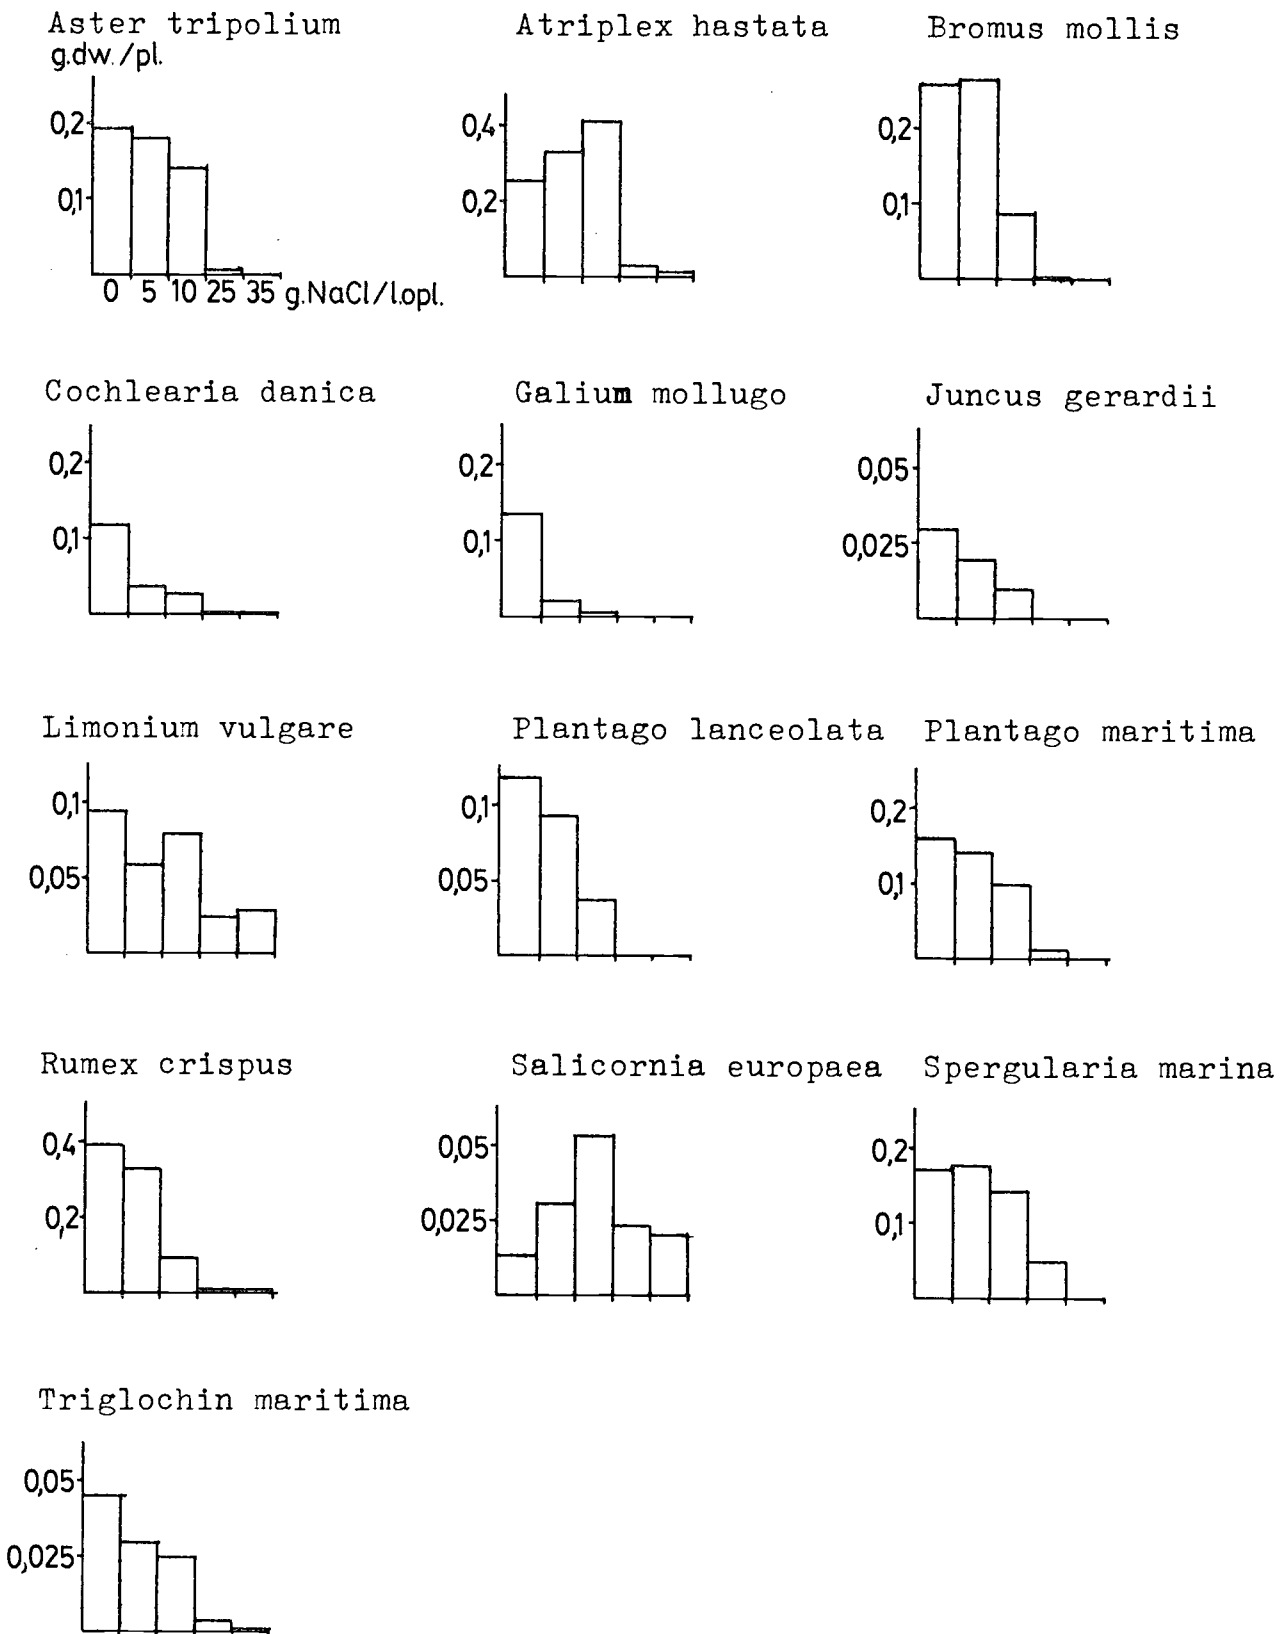 Aster tripolium
g.dw./pl.
0,2
0,1
0 5 10 25 35 g.NaCl/l.opl.
Atriplex hastata
0,4
0,2
Bromus mollis
0,2
0,1
Cochlearia danica
0,2
0,1
Galium mollugo
0,2
0,1
Juncus gerardii
0,05
0,025
Limonium vulgare
0,1
0,05
Plantago lanceolata
0,1
0,05
Plantago maritima
0,2
0,1
Rumex crispus
0,4
0,2
Salicornia europaea
0,05
0,025
Spergularia marina
0,2
0,1
Triglochin maritima
0,05
0,025